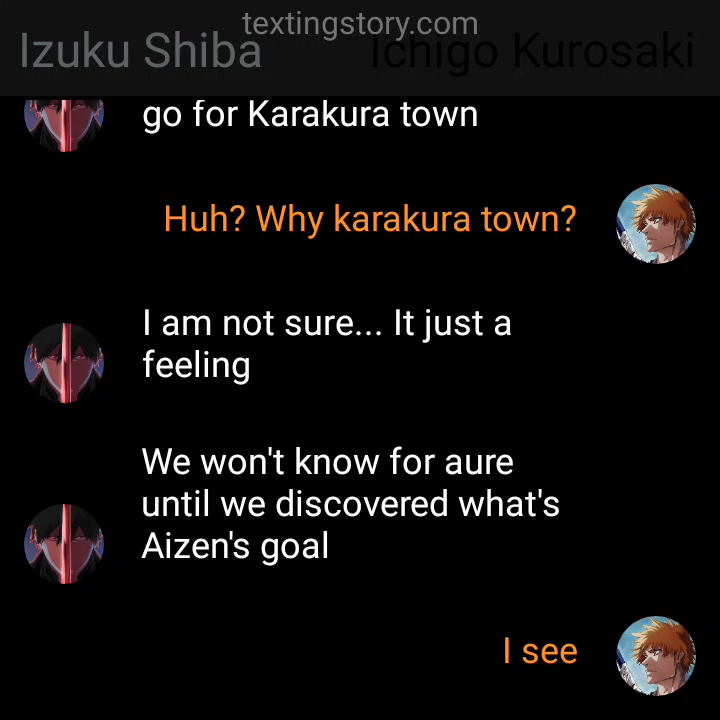 textingstory.com
Izuku Shiba
Ichigo Kurosaki
go for Karakura town
Huh? Why karakura town?
I am not sure... It just a
feeling
We won't know for aure
until we discovered what's
Aizen's goal
I see